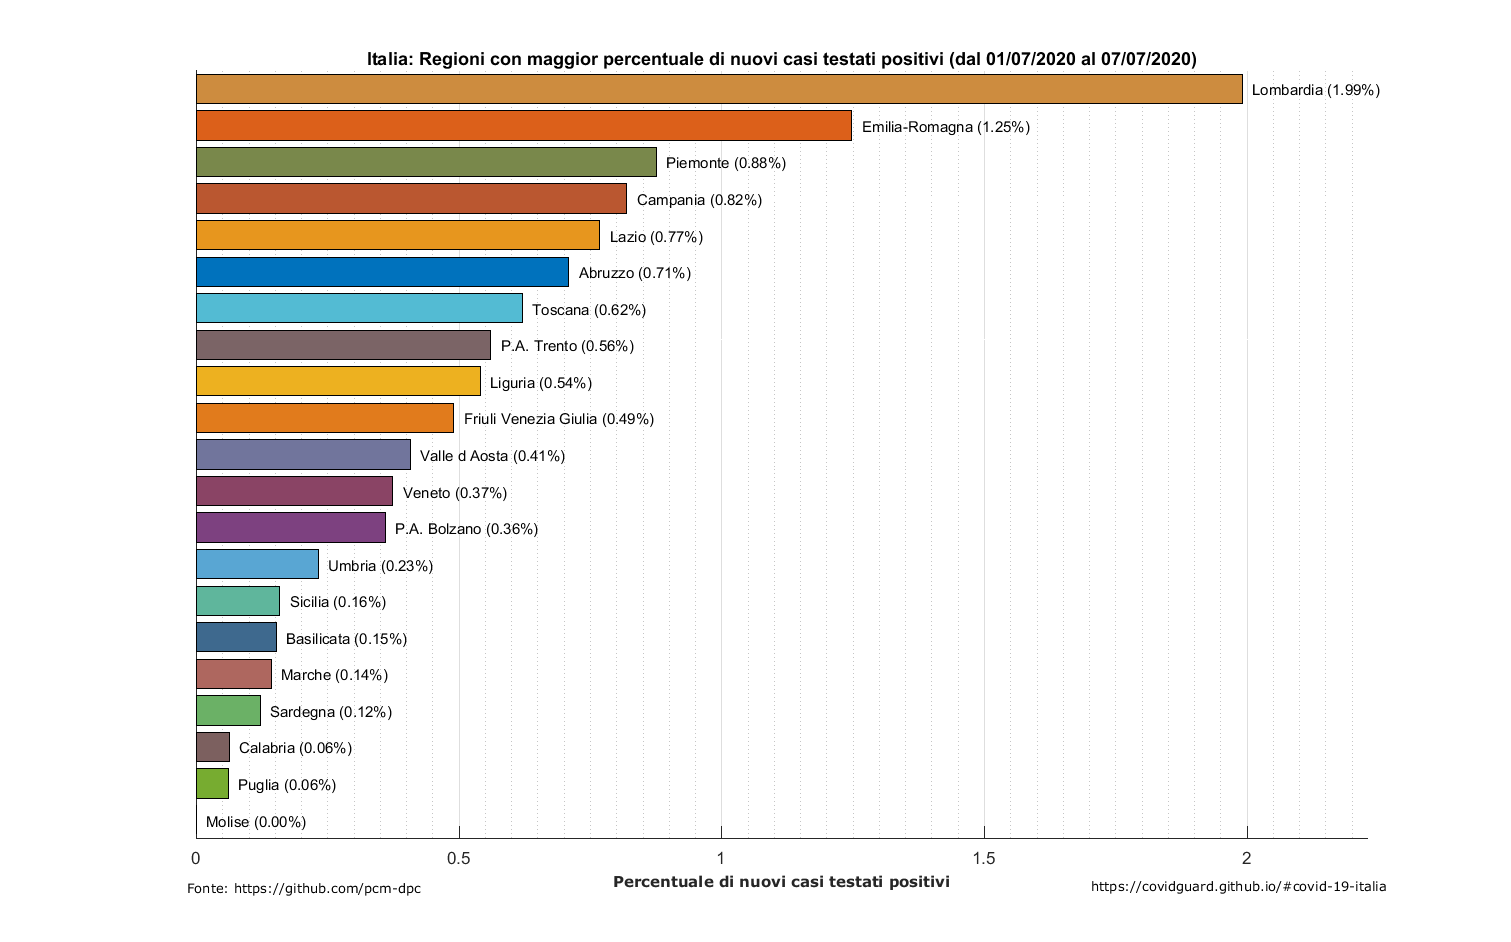 Italia: Regioni con maggior percentuale di nuovi casi testati positivi (dal 01/07/2020 al 07/07/2020)
Lombardia (1.99%)
Emilia-Romagna (1.25%)
Piemonte (0.88%)
Campania (0.82%)
Lazio (0.77%)
Abruzzo (0.71%)
Toscana (0.62%)
P.A. Trento (0.56%)
Liguria (0.54%)
Friuli Venezia Giulia (0.49%)
Valle d Aosta (0.41%)
Veneto (0.37%)
P.A. Bolzano (0.36%)
Umbria (0.23%)
Sicilia (0.16%)
Basilicata (0.15%)
Marche (0.14%)
Sardegna (0.12%)
Calabria (0.06%)
Puglia (0.06%)
Molise (0.00%)
0 0.5 1 1.5 2
Percentuale di nuovi casi testati positivi
Fonte: https://github.com/pcm-dpc
https://covidguard.github.io/#covid-19-italia